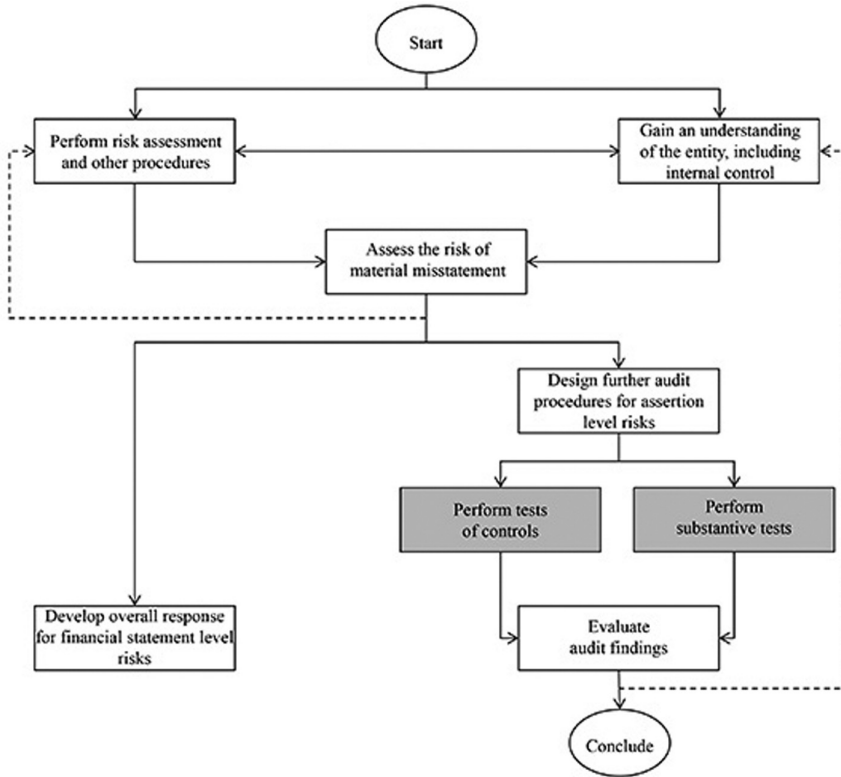 Start
Perform risk assessment
and other procedures
Gain an understanding
of the entity, including
internal control
Assess the risk of
material misstatement
Design further audit
procedures for assertion
level risks
Perform tests
of controls
Perform
substantive tests
Develop overall response
for financial statement level
risks
Evaluate
audit findings
Conclude